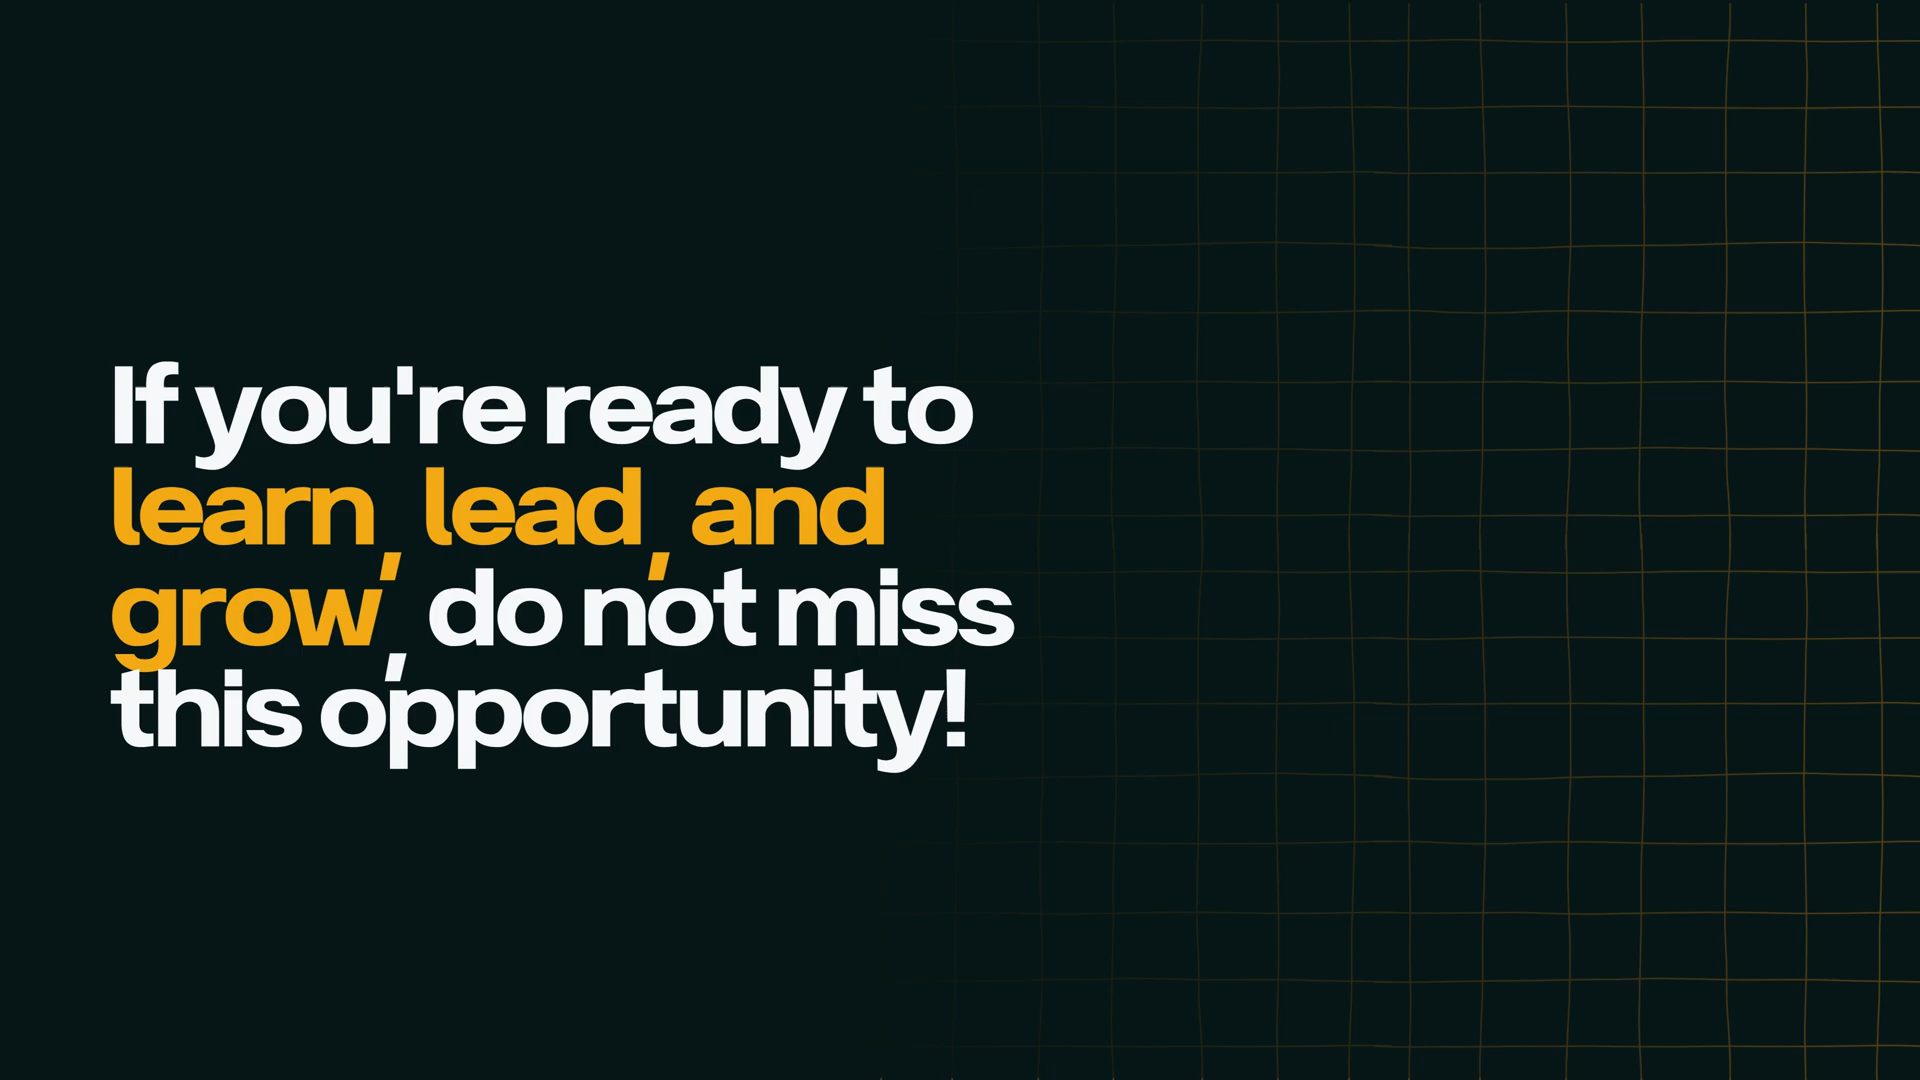 If you're ready to
learn, lead, and
grow, do not miss
this opportunity!